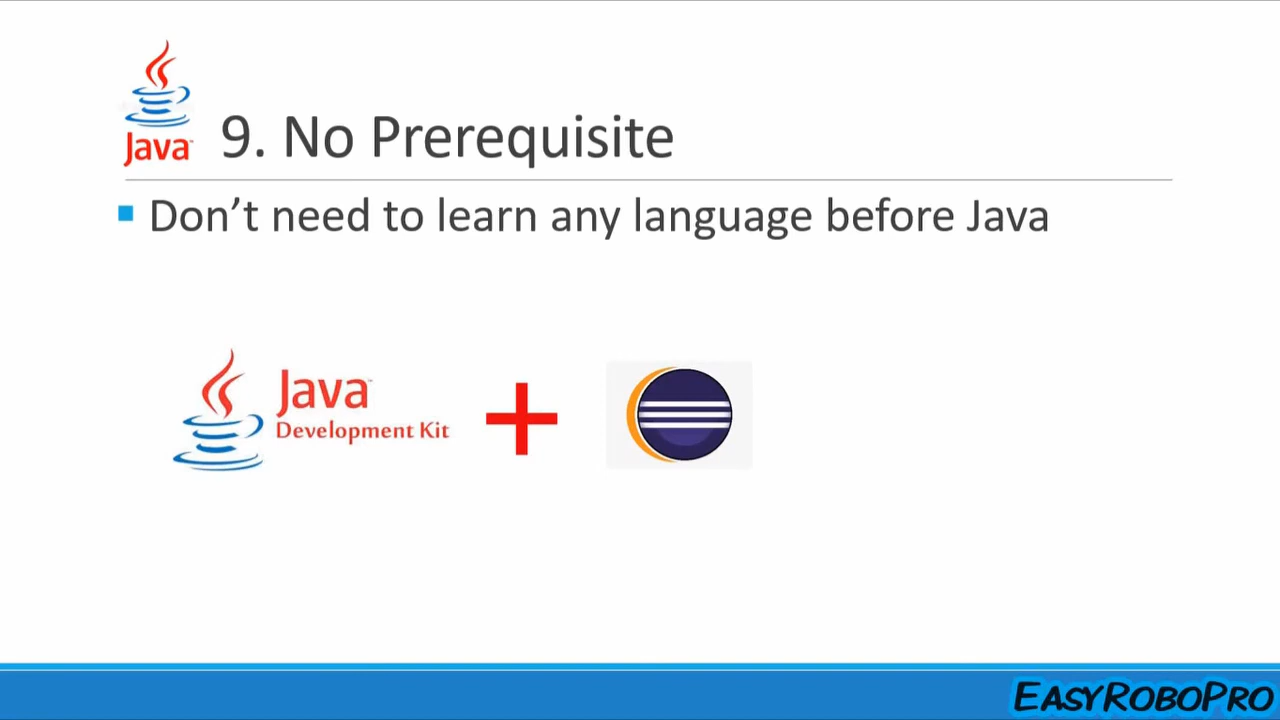 Java
9. No Prerequisite
Don’t need to learn any language before Java
Java
Development Kit
EasyRoboPro